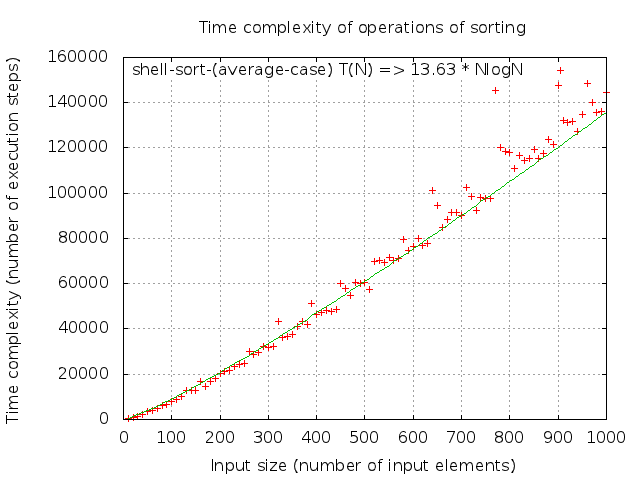 Time complexity of operations of sorting
shell-sort-(average-case) T(N) => 13.63 * NlogN
Time complexity (number of execution steps)
160000
140000
120000
100000
80000
60000
40000
20000
0
0 100 200 300 400 500 600 700 800 900 1000
Input size (number of input elements)